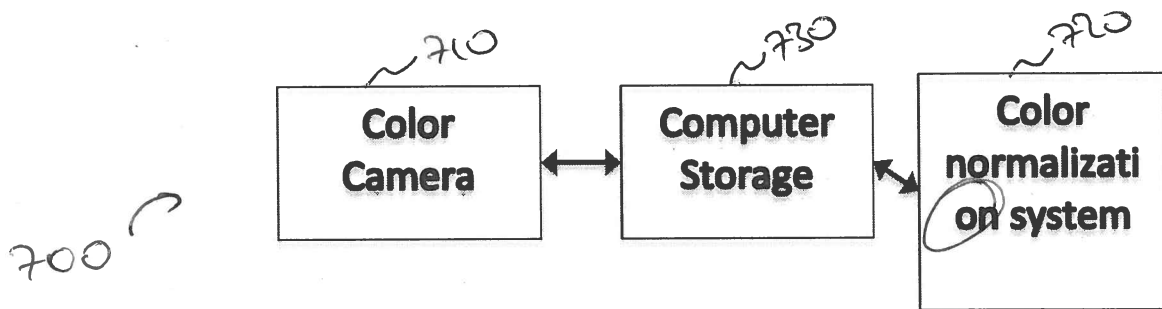 710
730
720
Color
Camera
Computer
Storage
Color
normalizati
on system
700